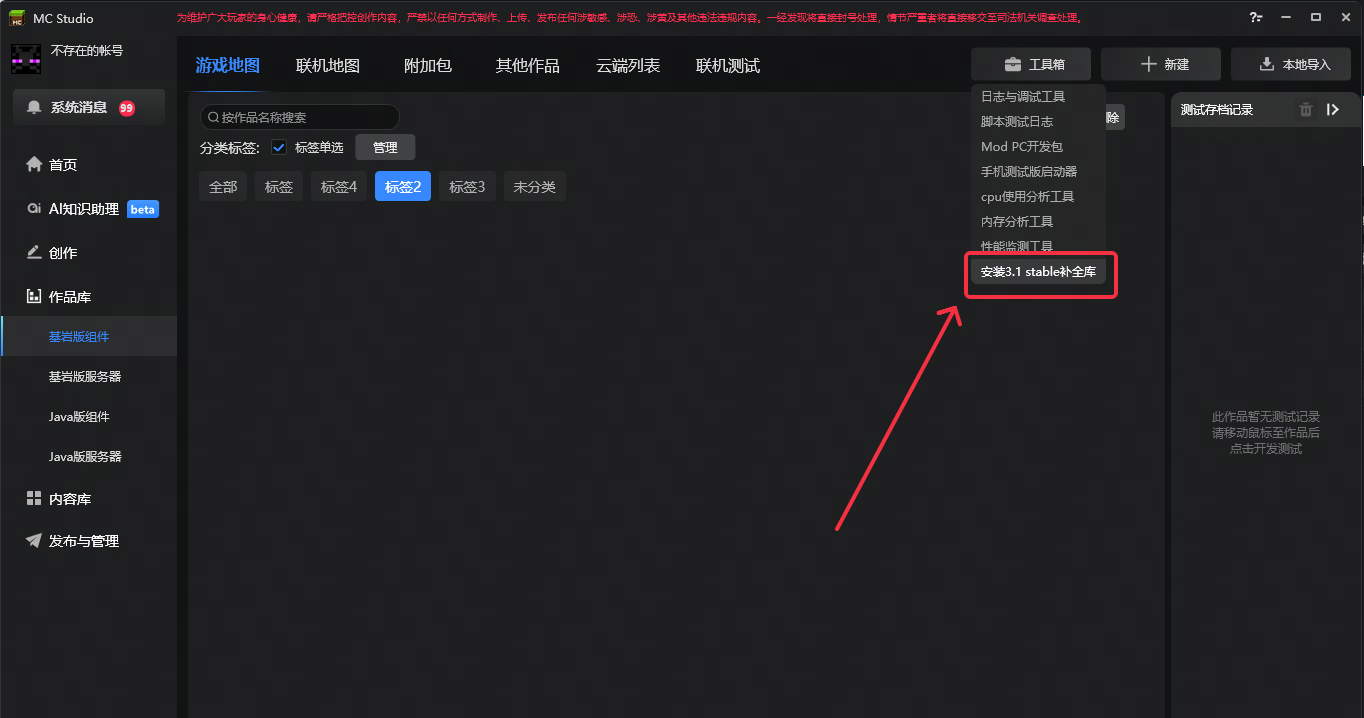 MC Studio
为维护广大玩家的身心健康，请严格把控创作内容，严禁以任何方式制作、上传、发布任何涉敏感、涉恐、涉黄及其他违法违规内容。一经发现将直接封号处理，情节严重者将直接移交至司法机关调查处理。
不存在的帐号
系统消息 99
首页
AI知识助理 beta
创作
作品库
基岩版组件
基岩版服务器
Java版组件
Java版服务器
内容库
发布与管理
游戏地图 联机地图 附加包 其他作品 云端列表 联机测试
工具箱 新建 本地导入
按作品名称搜索
除
分类标签: 标签单选 管理
全部 标签 标签4 标签2 标签3 未分类
日志与调试工具
脚本测试日志
Mod PC开发包
手机测试版启动器
cpu使用分析工具
内存分析工具
性能监测工具
安装3.1 stable补全库
测试存档记录
此作品暂无测试记录
请移动鼠标至作品后
点击开发测试